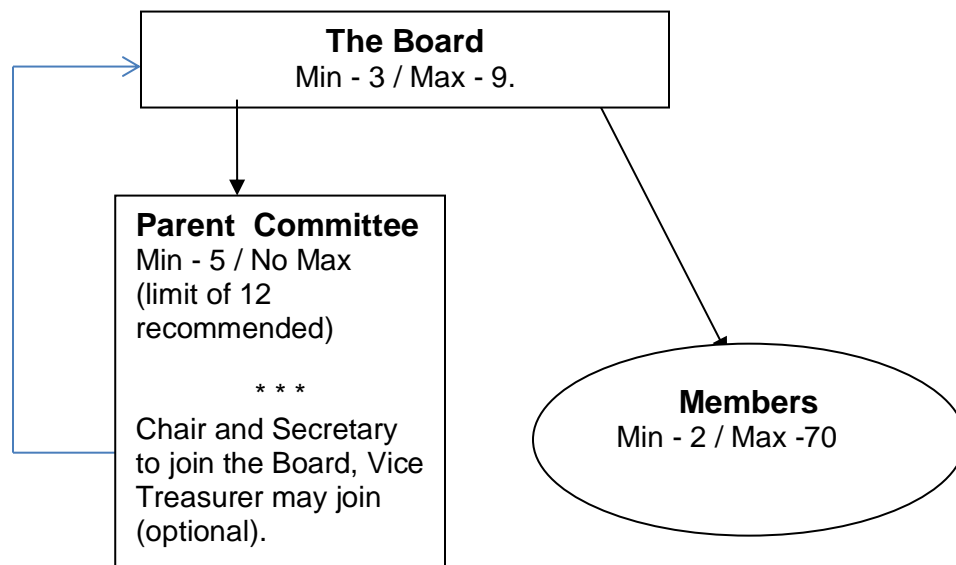 The Board
Min - 3 / Max - 9.
Parent Committee
Min - 5 / No Max
(limit of 12
recommended)
* * *
Chair and Secretary
to join the Board, Vice
Treasurer may join
(optional).
Members
Min - 2 / Max -70